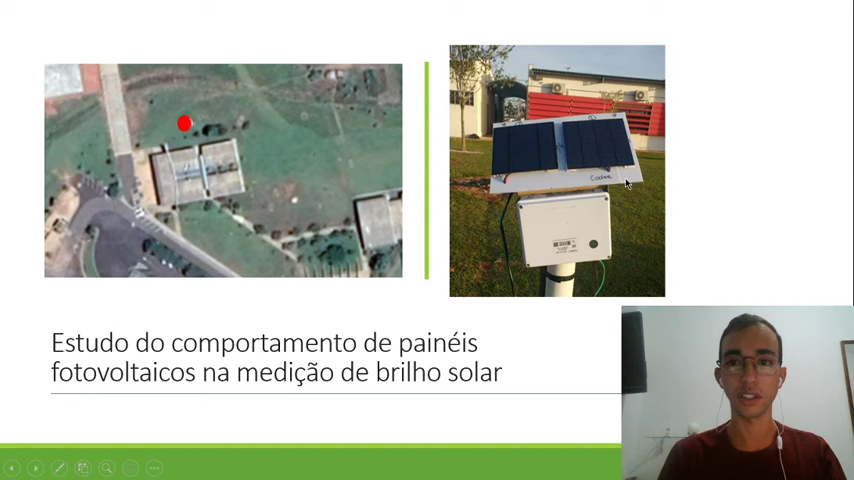 Estudo do comportamento de painéis
fotovoltaicos na medição de brilho solar